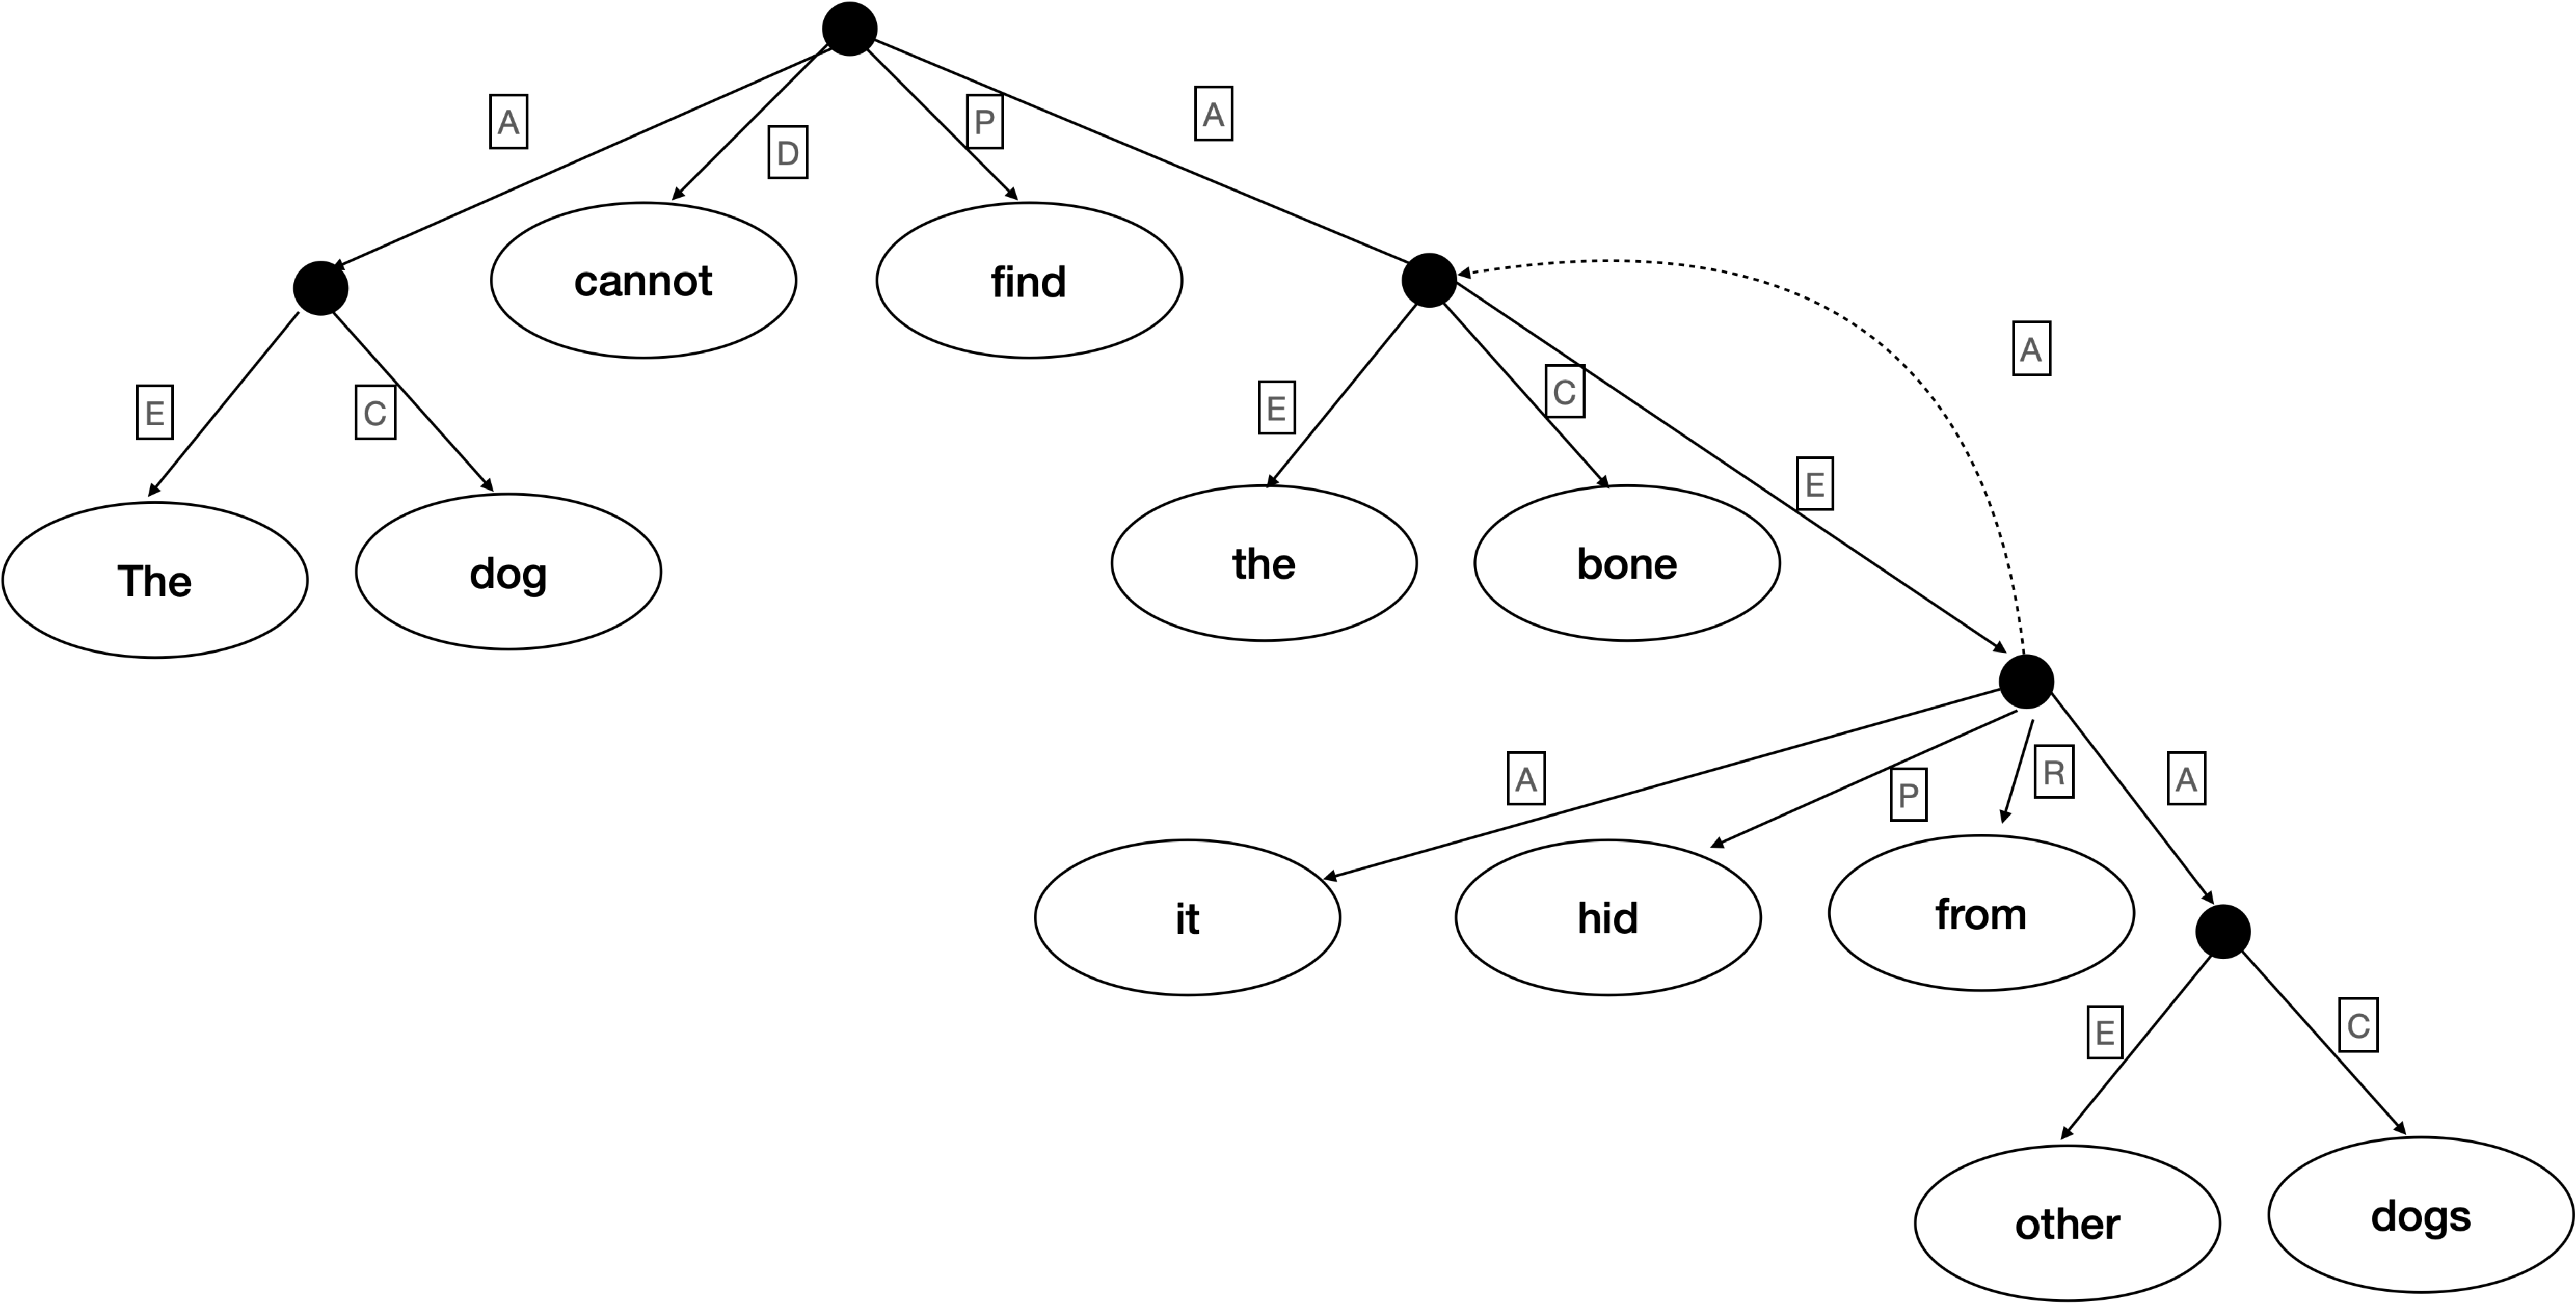 A
D
P
A
cannot
find
A
E
C
E
C
E
The
dog
the
bone
A
P
R
A
it
hid
from
E
C
other
dogs